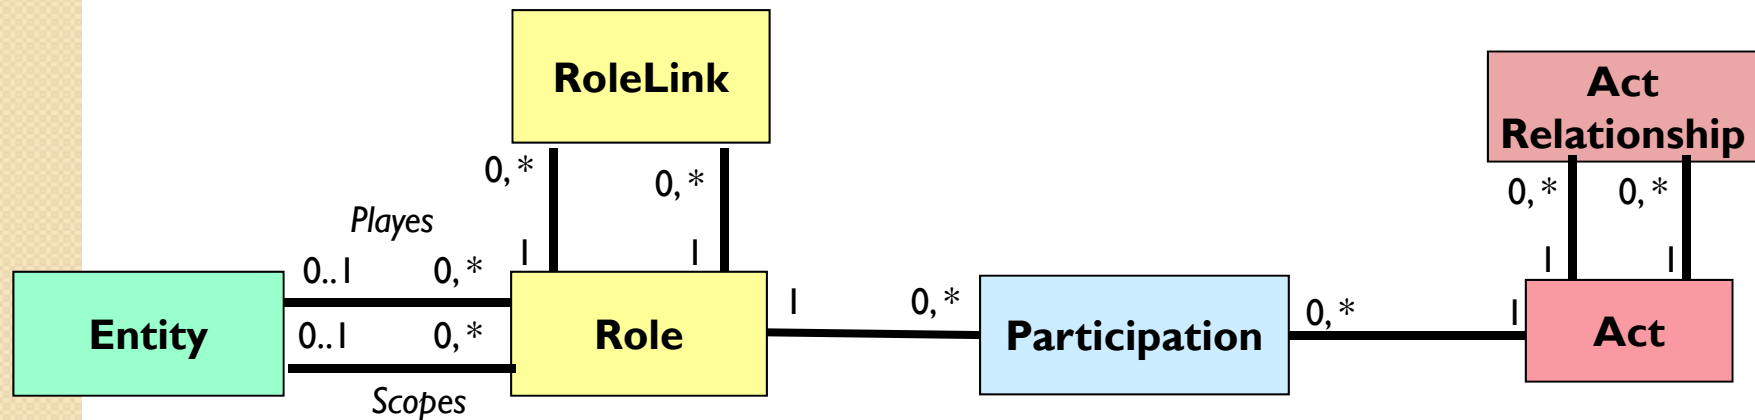 RoleLink
Act
Relationship
0, *
0, *
0, *
0, *
Playes
1
1
1
1
0..1
0, *
1
0, *
0, *
1
Entity
0..1
0, *
Role
Participation
Act
Scopes